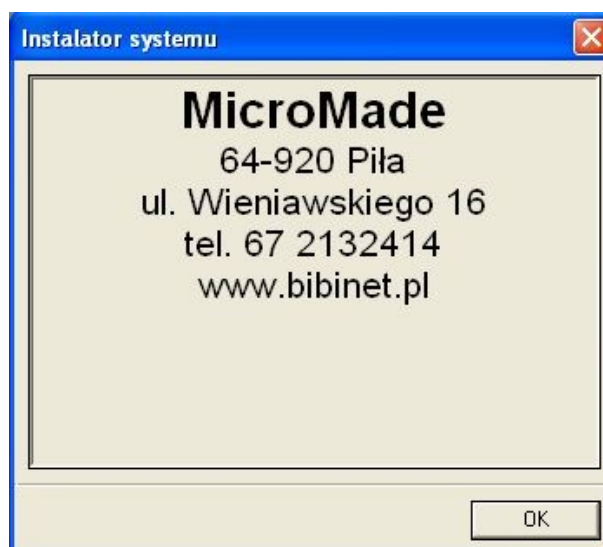 Instalator systemu
MicroMade
64-920 Piła
ul. Wieniawskiego 16
tel. 67 2132414
www.bibinet.pl
OK